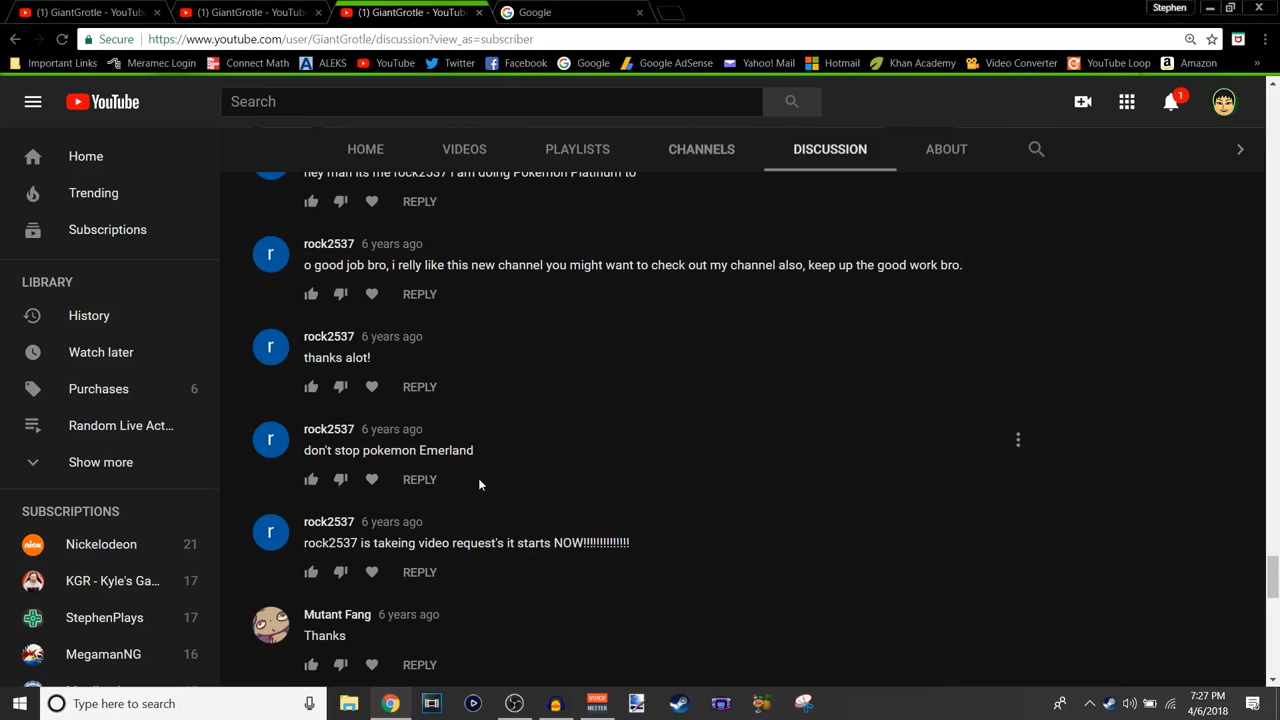 (1) GiantGrotle - YouTub
(1) GiantGrotle - YouTub
(1) GiantGrotle - YouTub
Google
Stephen
Secure
https://www.youtube.com/user/GiantGrotle/discussion?view_as=subscriber
Important Links
Meramec Login
Connect Math
ALEKS
YouTube
Twitter
Facebook
Google
Google AdSense
Yahoo! Mail
Hotmail
Khan Academy
Video Converter
YouTube Loop
Amazon
»
YouTube
Search
1
HOME
VIDEOS
PLAYLISTS
CHANNELS
DISCUSSION
ABOUT
Home
Trending
Subscriptions
LIBRARY
History
Watch later
Purchases 6
Random Live Act...
Show more
SUBSCRIPTIONS
Nickelodeon 21
KGR - Kyle's Ga... 17
StephenPlays 17
MegamanNG 16
hey man its me rock2537 I am doing Pokemon Platinum to
REPLY
r
rock2537 6 years ago
o good job bro, i relly like this new channel you might want to check out my channel also, keep up the good work bro.
REPLY
r
rock2537 6 years ago
thanks alot!
REPLY
r
rock2537 6 years ago
don't stop pokemon Emerland
REPLY
r
rock2537 6 years ago
rock2537 is takeing video request's it starts NOW!!!!!!!!!!!!!!
REPLY
Mutant Fang 6 years ago
Thanks
REPLY
Type here to search
VOICE
MEETER
7:27 PM
4/6/2018